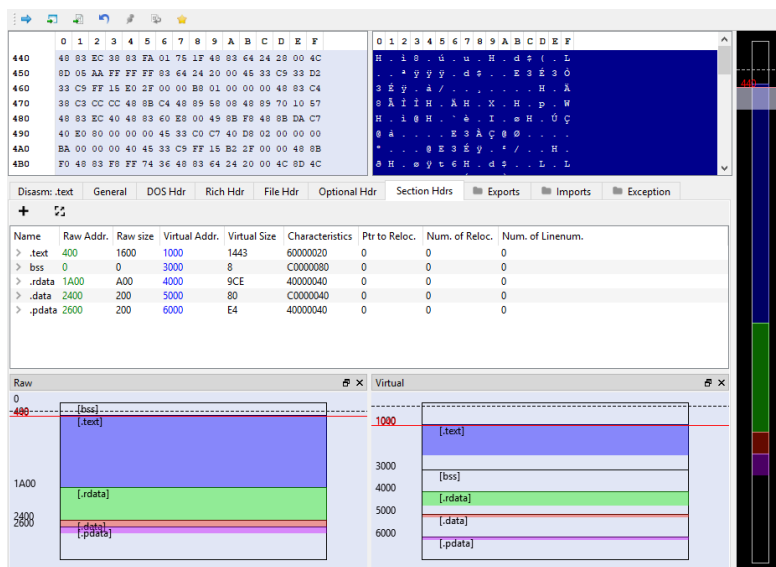 0 1 2 3 4 5 6 7 8 9 A B C D E F
440 48 83 EC 38 83 FA 01 75 1F 48 83 64 24 28 00 4C
450 8D 05 AA FF FF FF 83 64 24 20 00 45 33 C9 33 D2
460 33 C9 FF 15 E0 2F 00 00 B8 01 00 00 00 48 83 C4
470 38 C3 CC CC 48 8B C4 48 89 58 08 48 89 70 10 57
480 48 83 EC 40 48 83 60 E8 00 49 8B F8 48 8B DA C7
490 40 E0 80 00 00 00 45 33 C0 C7 40 D8 02 00 00 00
4A0 BA 00 00 00 40 45 33 C9 FF 15 B2 2F 00 00 48 8B
4B0 F0 48 83 F8 FF 74 36 48 83 64 24 20 00 4C 8D 4C
0 1 2 3 4 5 6 7 8 9 A B C D E F
H . ì 8 . ú . u . H . d $ ( . L
. . ª ÿ ÿ ÿ . d $ . . E 3 É 3 Ò
3 É ÿ . à / . . ¸ . . . . H . Ä
8 Ã Ì Ì H . Ä H . X . H . p . W
H . ì @ H . ` è . I . ø H . Ú Ç
@ à . . . . E 3 À Ç @ Ø . . . .
º . . . @ E 3 É ÿ . ² / . . H .
ð H . ø ÿ t 6 H . d $ . . L . L
440
Disasm: .text General DOS Hdr Rich Hdr File Hdr Optional Hdr Section Hdrs Exports Imports Exception
Name Raw Addr. Raw size Virtual Addr. Virtual Size Characteristics Ptr to Reloc. Num. of Reloc. Num. of Linenum.
.text 400 1600 1000 1443 60000020 0 0 0
bss 0 0 3000 8 C0000080 0 0 0
.rdata 1A00 A00 4000 9CE 40000040 0 0 0
.data 2400 200 5000 80 C0000040 0 0 0
.pdata 2600 200 6000 E4 40000040 0 0 0
Raw
0
[bss]
[.text]
1A00
[.rdata]
2400
2600
[.data]
[.pdata]
Virtual
1000
[.text]
3000
[bss]
4000
[.rdata]
5000
[.data]
6000
[.pdata]